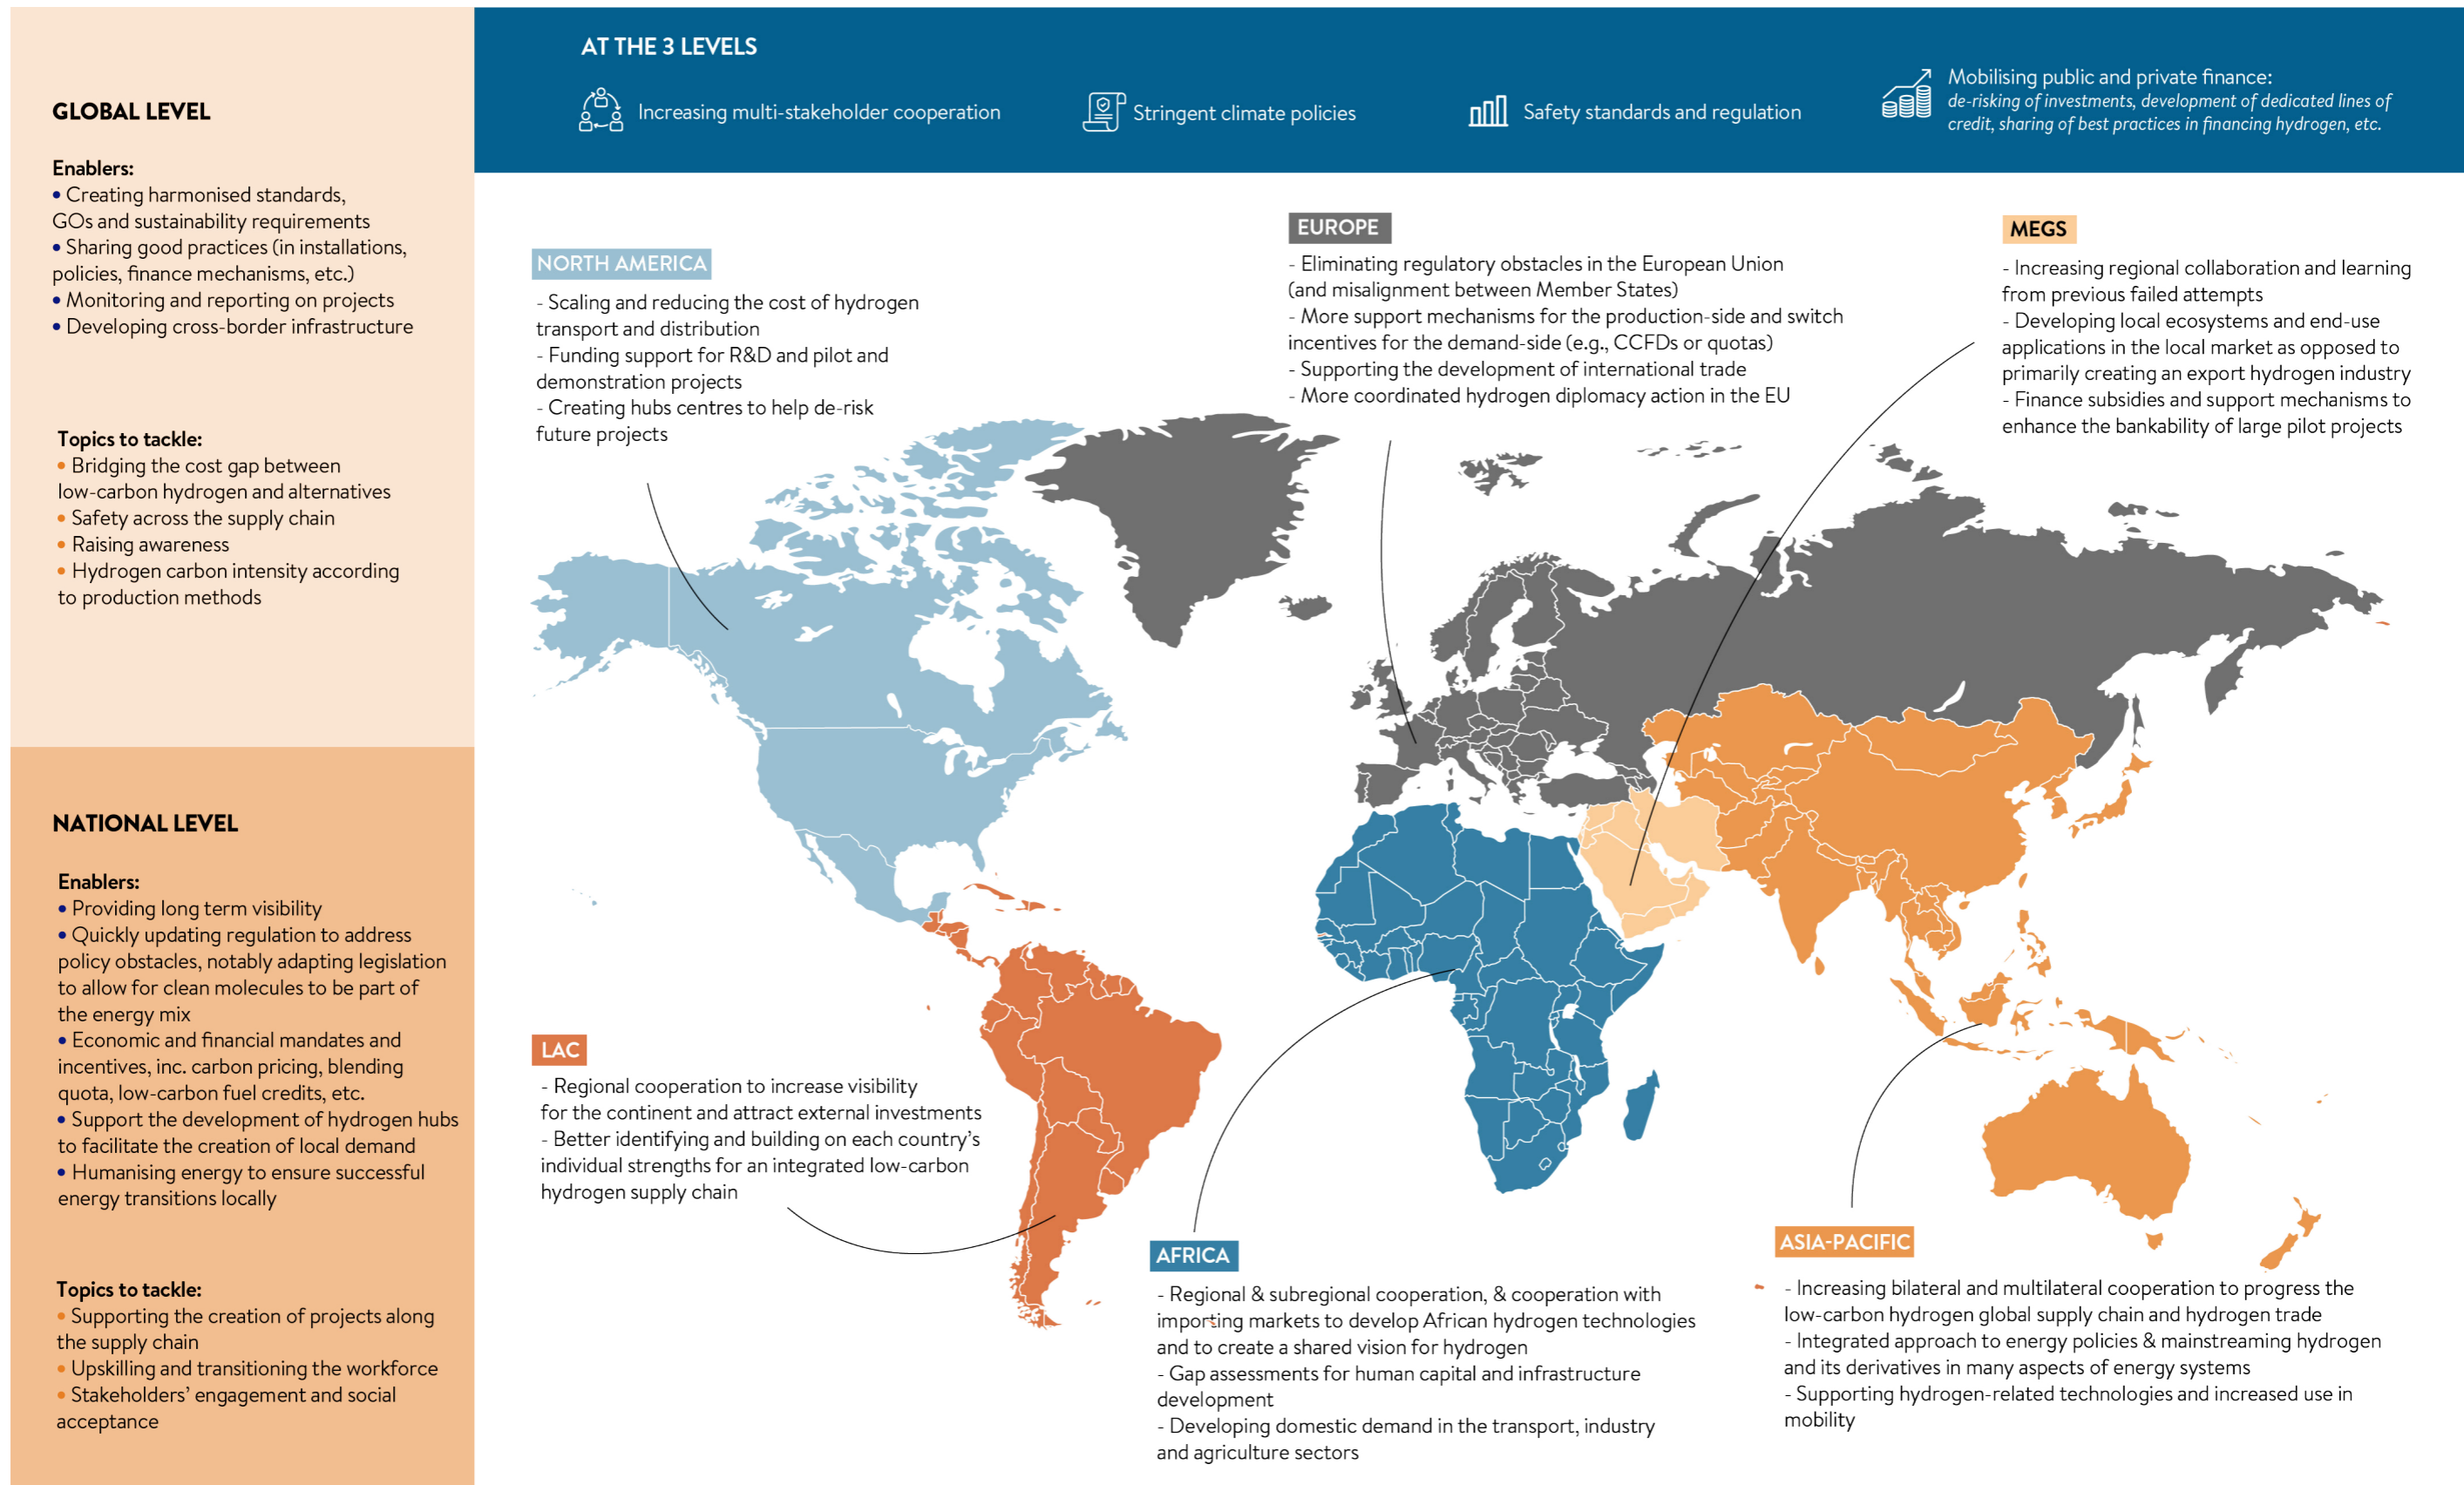 AT THE 3 LEVELS
Increasing multi-stakeholder cooperation
Stringent climate policies
Safety standards and regulation
Mobilising public and private finance:
de-risking of investments, development of dedicated lines of
credit, sharing of best practices in financing hydrogen, etc.
GLOBAL LEVEL
Enablers:
• Creating harmonised standards,
GOs and sustainability requirements
• Sharing good practices (in installations,
policies, finance mechanisms, etc.)
• Monitoring and reporting on projects
• Developing cross-border infrastructure
Topics to tackle:
• Bridging the cost gap between
low-carbon hydrogen and alternatives
• Safety across the supply chain
• Raising awareness
• Hydrogen carbon intensity according
to production methods
NATIONAL LEVEL
Enablers:
• Providing long term visibility
• Quickly updating regulation to address
policy obstacles, notably adapting legislation
to allow for clean molecules to be part of
the energy mix
• Economic and financial mandates and
incentives, inc. carbon pricing, blending
quota, low-carbon fuel credits, etc.
• Support the development of hydrogen hubs
to facilitate the creation of local demand
• Humanising energy to ensure successful
energy transitions locally
Topics to tackle:
• Supporting the creation of projects along
the supply chain
• Upskilling and transitioning the workforce
• Stakeholders' engagement and social
acceptance
NORTH AMERICA
- Scaling and reducing the cost of hydrogen
transport and distribution
- Funding support for R&D and pilot and
demonstration projects
- Creating hubs centres to help de-risk
future projects
EUROPE
- Eliminating regulatory obstacles in the European Union
(and misalignment between Member States)
- More support mechanisms for the production-side and switch
incentives for the demand-side (e.g., CCFDs or quotas)
- Supporting the development of international trade
- More coordinated hydrogen diplomacy action in the EU
MEGS
- Increasing regional collaboration and learning
from previous failed attempts
- Developing local ecosystems and end-use
applications in the local market as opposed to
primarily creating an export hydrogen industry
- Finance subsidies and support mechanisms to
enhance the bankability of large pilot projects
LAC
- Regional cooperation to increase visibility
for the continent and attract external investments
- Better identifying and building on each country's
individual strengths for an integrated low-carbon
hydrogen supply chain
AFRICA
- Regional & subregional cooperation, & cooperation with
importing markets to develop African hydrogen technologies
and to create a shared vision for hydrogen
- Gap assessments for human capital and infrastructure
development
- Developing domestic demand in the transport, industry
and agriculture sectors
ASIA-PACIFIC
- Increasing bilateral and multilateral cooperation to progress the
low-carbon hydrogen global supply chain and hydrogen trade
- Integrated approach to energy policies & mainstreaming hydrogen
and its derivatives in many aspects of energy systems
- Supporting hydrogen-related technologies and increased use in
mobility